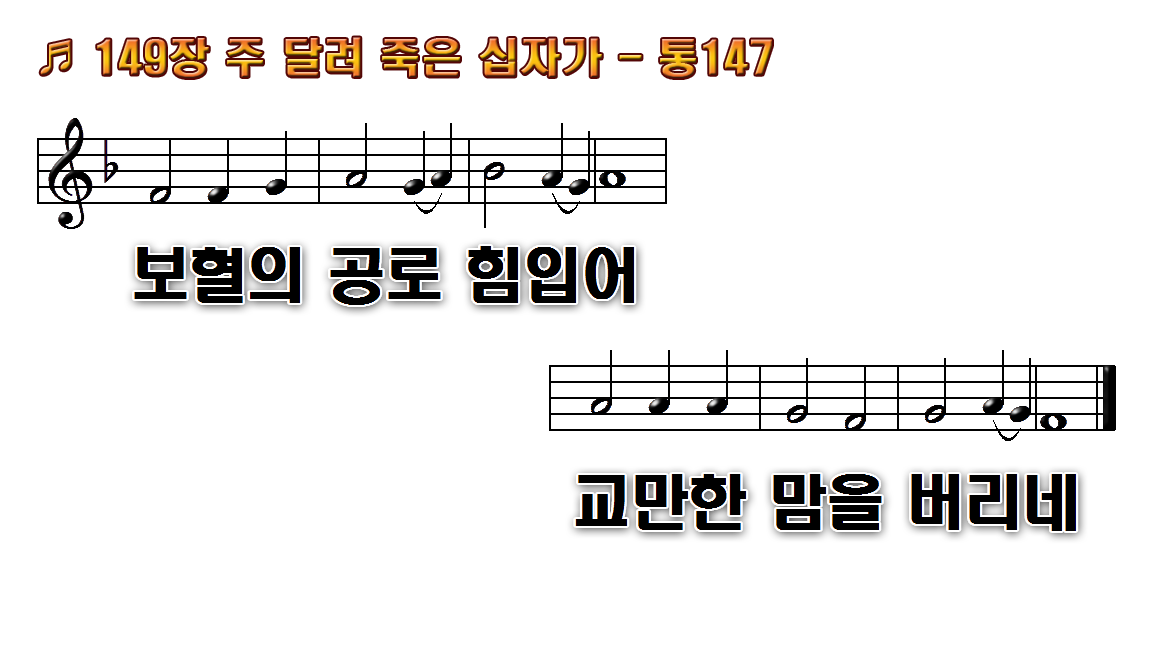 ♬ 149장 주 달려 죽은 십자가 - 통147
보혈의 공로 힘입어
교만한 맘을 버리네